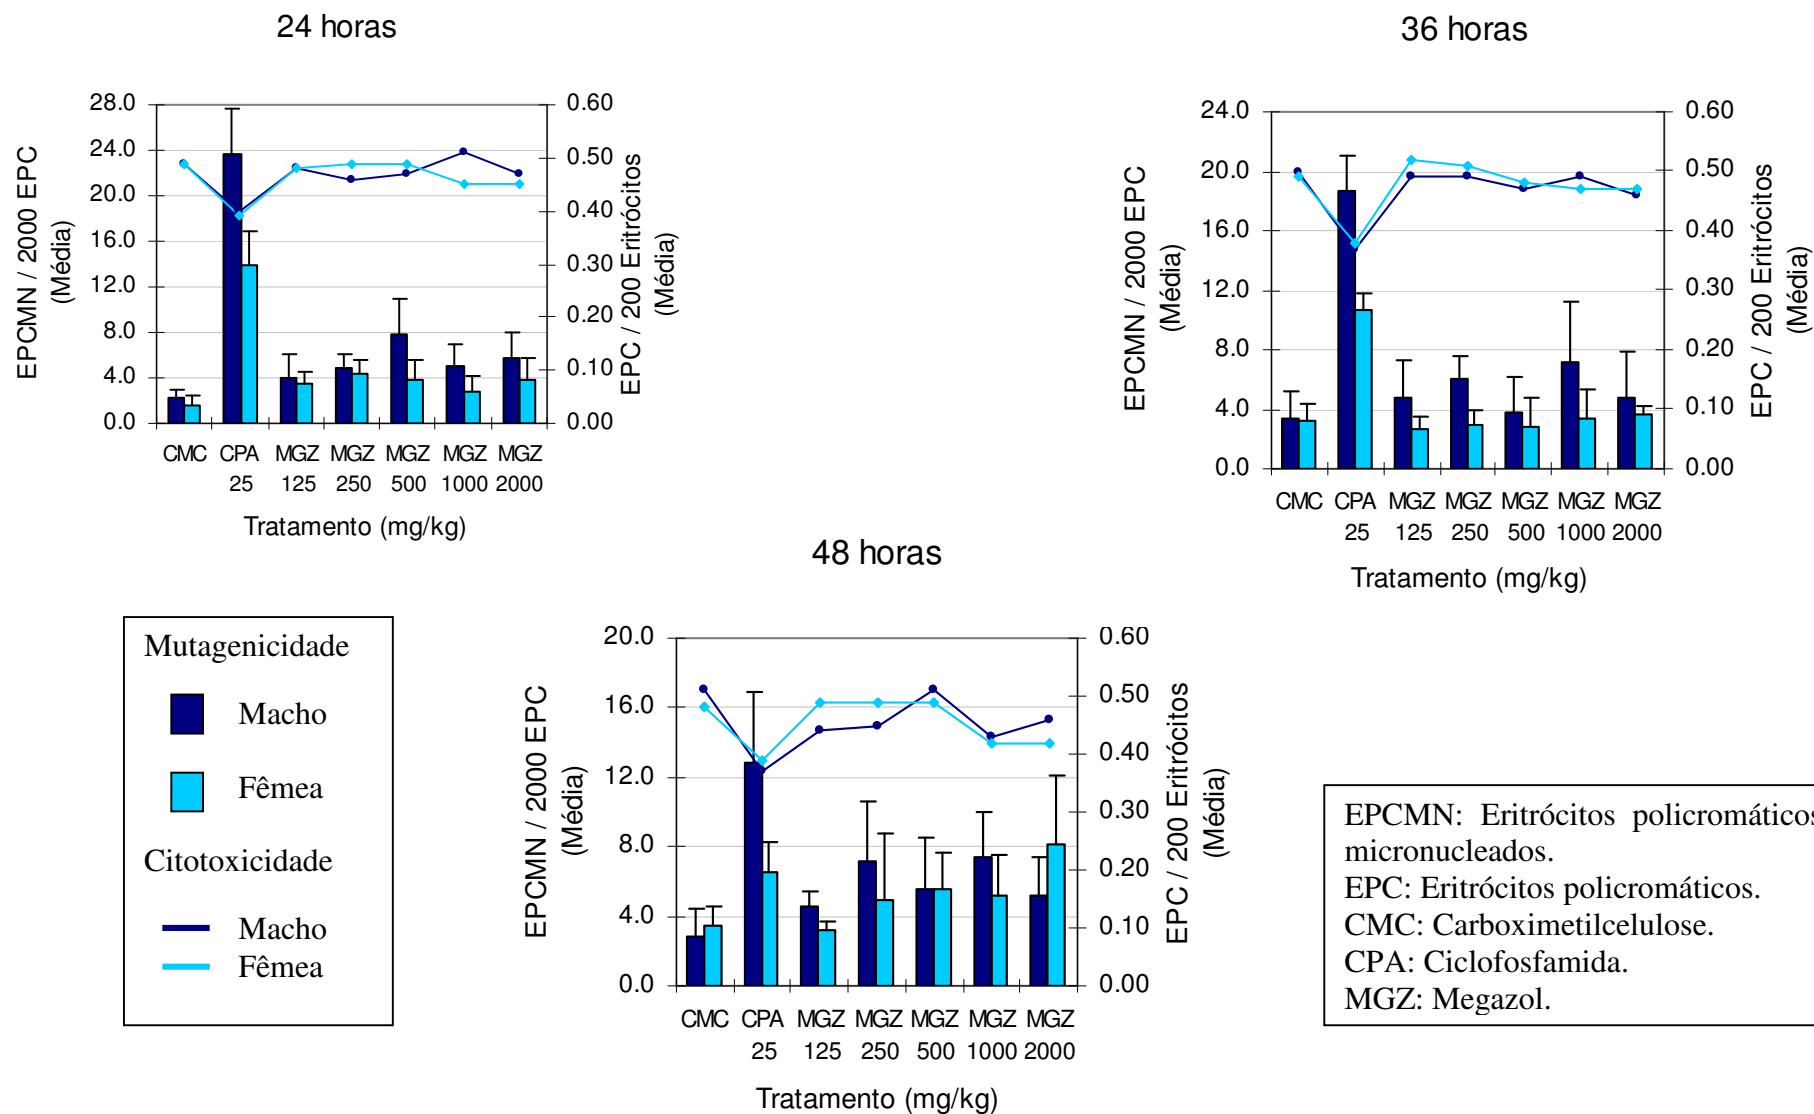 24 horas
EPCMN / 2000 EPC
(Média)
28.0
24.0
20.0
16.0
12.0
8.0
4.0
0.0
0.60
0.50
0.40
0.30
0.20
0.10
0.00
EPC / 200 Eritrócitos
(Média)
CMC CPA MGZ MGZ MGZ MGZ MGZ
25 125 250 500 1000 2000
Tratamento (mg/kg)
36 horas
EPCMN / 2000 EPC
(Média)
24.0
20.0
16.0
12.0
8.0
4.0
0.0
0.60
0.50
0.40
0.30
0.20
0.10
0.00
EPC / 200 Eritrócitos
(Média)
CMC CPA MGZ MGZ MGZ MGZ MGZ
25 125 250 500 1000 2000
Tratamento (mg/kg)
48 horas
EPCMN / 2000 EPC
(Média)
20.0
16.0
12.0
8.0
4.0
0.0
0.60
0.50
0.40
0.30
0.20
0.10
0.00
EPC / 200 Eritrócitos
(Média)
CMC CPA MGZ MGZ MGZ MGZ MGZ
25 125 250 500 1000 2000
Tratamento (mg/kg)
Mutagenicidade
Macho
Fêmea
Citotoxicidade
Macho
Fêmea
EPCMN: Eritrócitos policromáticos
micronucleados.
EPC: Eritrócitos policromáticos.
CMC: Carboximetilcelulose.
CPA: Ciclofosfamida.
MGZ: Megazol.